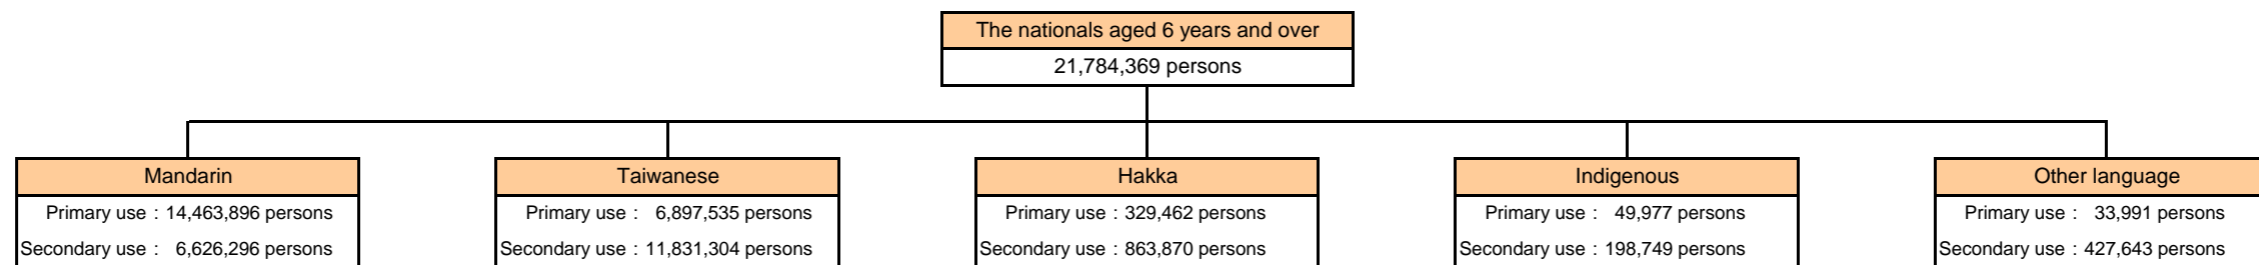 The nationals aged 6 years and over
21,784,369 persons
Mandarin
Primary use : 14,463,896 persons
Secondary use : 6,626,296 persons
Taiwanese
Primary use : 6,897,535 persons
Secondary use : 11,831,304 persons
Hakka
Primary use : 329,462 persons
Secondary use : 863,870 persons
Indigenous
Primary use : 49,977 persons
Secondary use : 198,749 persons
Other language
Primary use : 33,991 persons
Secondary use : 427,643 persons